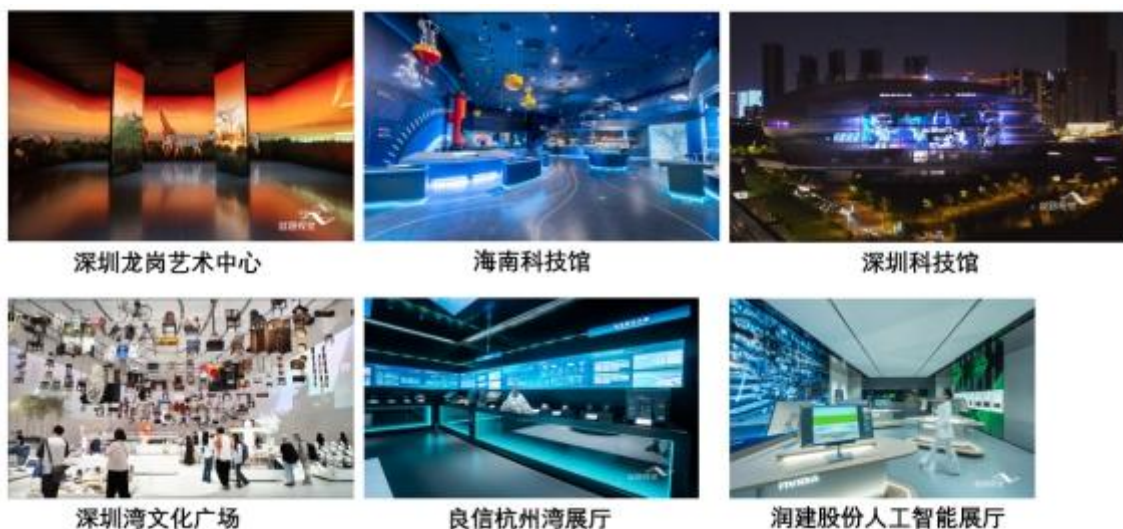 深圳龙岗艺术中心
海南科技馆
深圳科技馆
深圳湾文化广场
良信杭州湾展厅
润建股份人工智能展厅